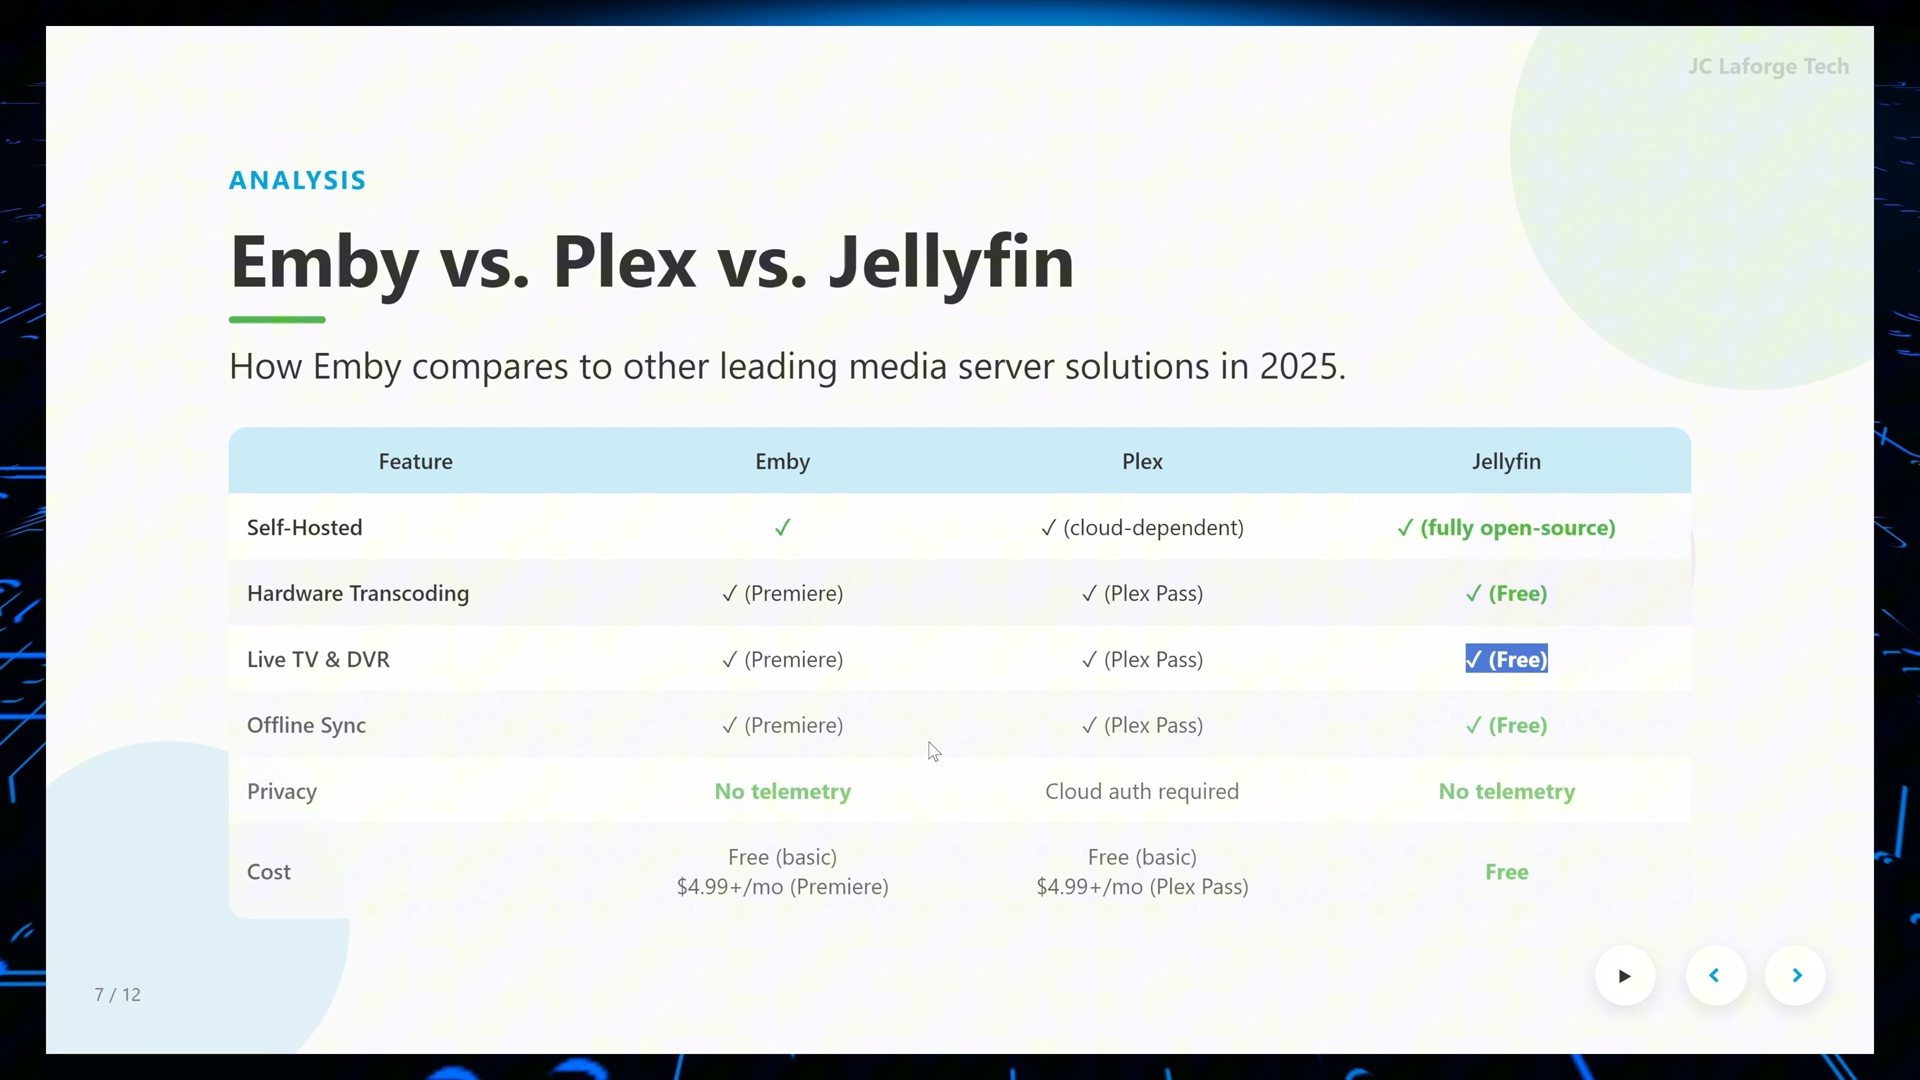 JC Laforge Tech
ANALYSIS
Emby vs. Plex vs. Jellyfin
How Emby compares to other leading media server solutions in 2025.
Feature Emby Plex Jellyfin
Self-Hosted ✓ ✓ (cloud-dependent) ✓ (fully open-source)
Hardware Transcoding ✓ (Premiere) ✓ (Plex Pass) ✓ (Free)
Live TV & DVR ✓ (Premiere) ✓ (Plex Pass) ✓ (Free)
Offline Sync ✓ (Premiere) ✓ (Plex Pass) ✓ (Free)
Privacy No telemetry Cloud auth required No telemetry
Cost Free (basic) Free (basic) Free
$4.99+/mo (Premiere) $4.99+/mo (Plex Pass)
7 / 12